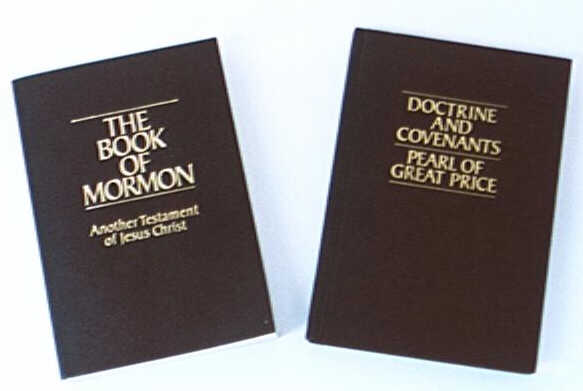 THE
BOOK
OF
MORMON
Another Testament
of Jesus Christ
DOCTRINE
AND
COVENANTS
PEARL OF
GREAT PRICE